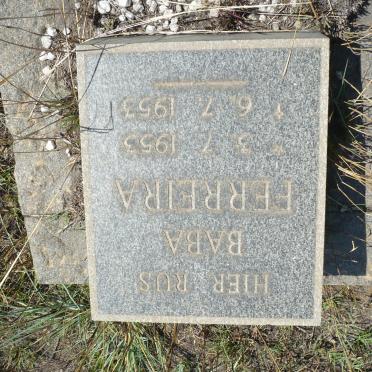 HIER RUS
BABA
FERREIRA
* 3. 7. 1953
† 6. 7. 1953